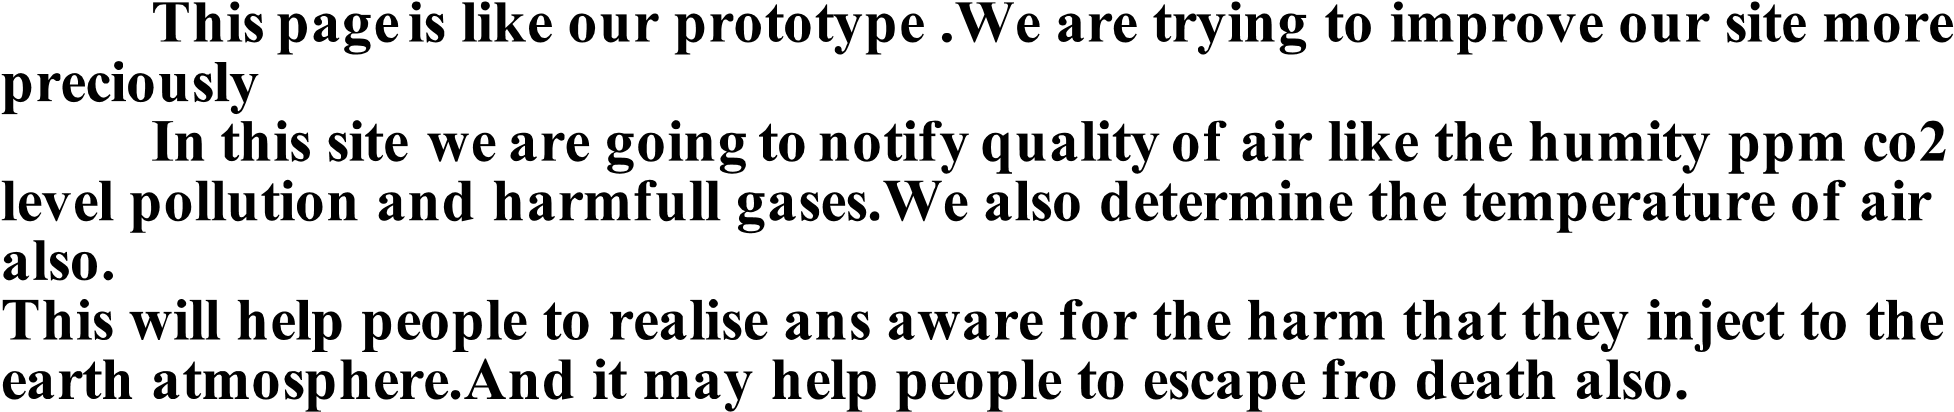 This page is like our prototype .We are trying to improve our site more
preciously
In this site we are going to notify quality of air like the humity ppm co2
level pollution and harmfull gases.We also determine the temperature of air
also.
This will help people to realise ans aware for the harm that they inject to the
earth atmosphere.And it may help people to escape fro death also.